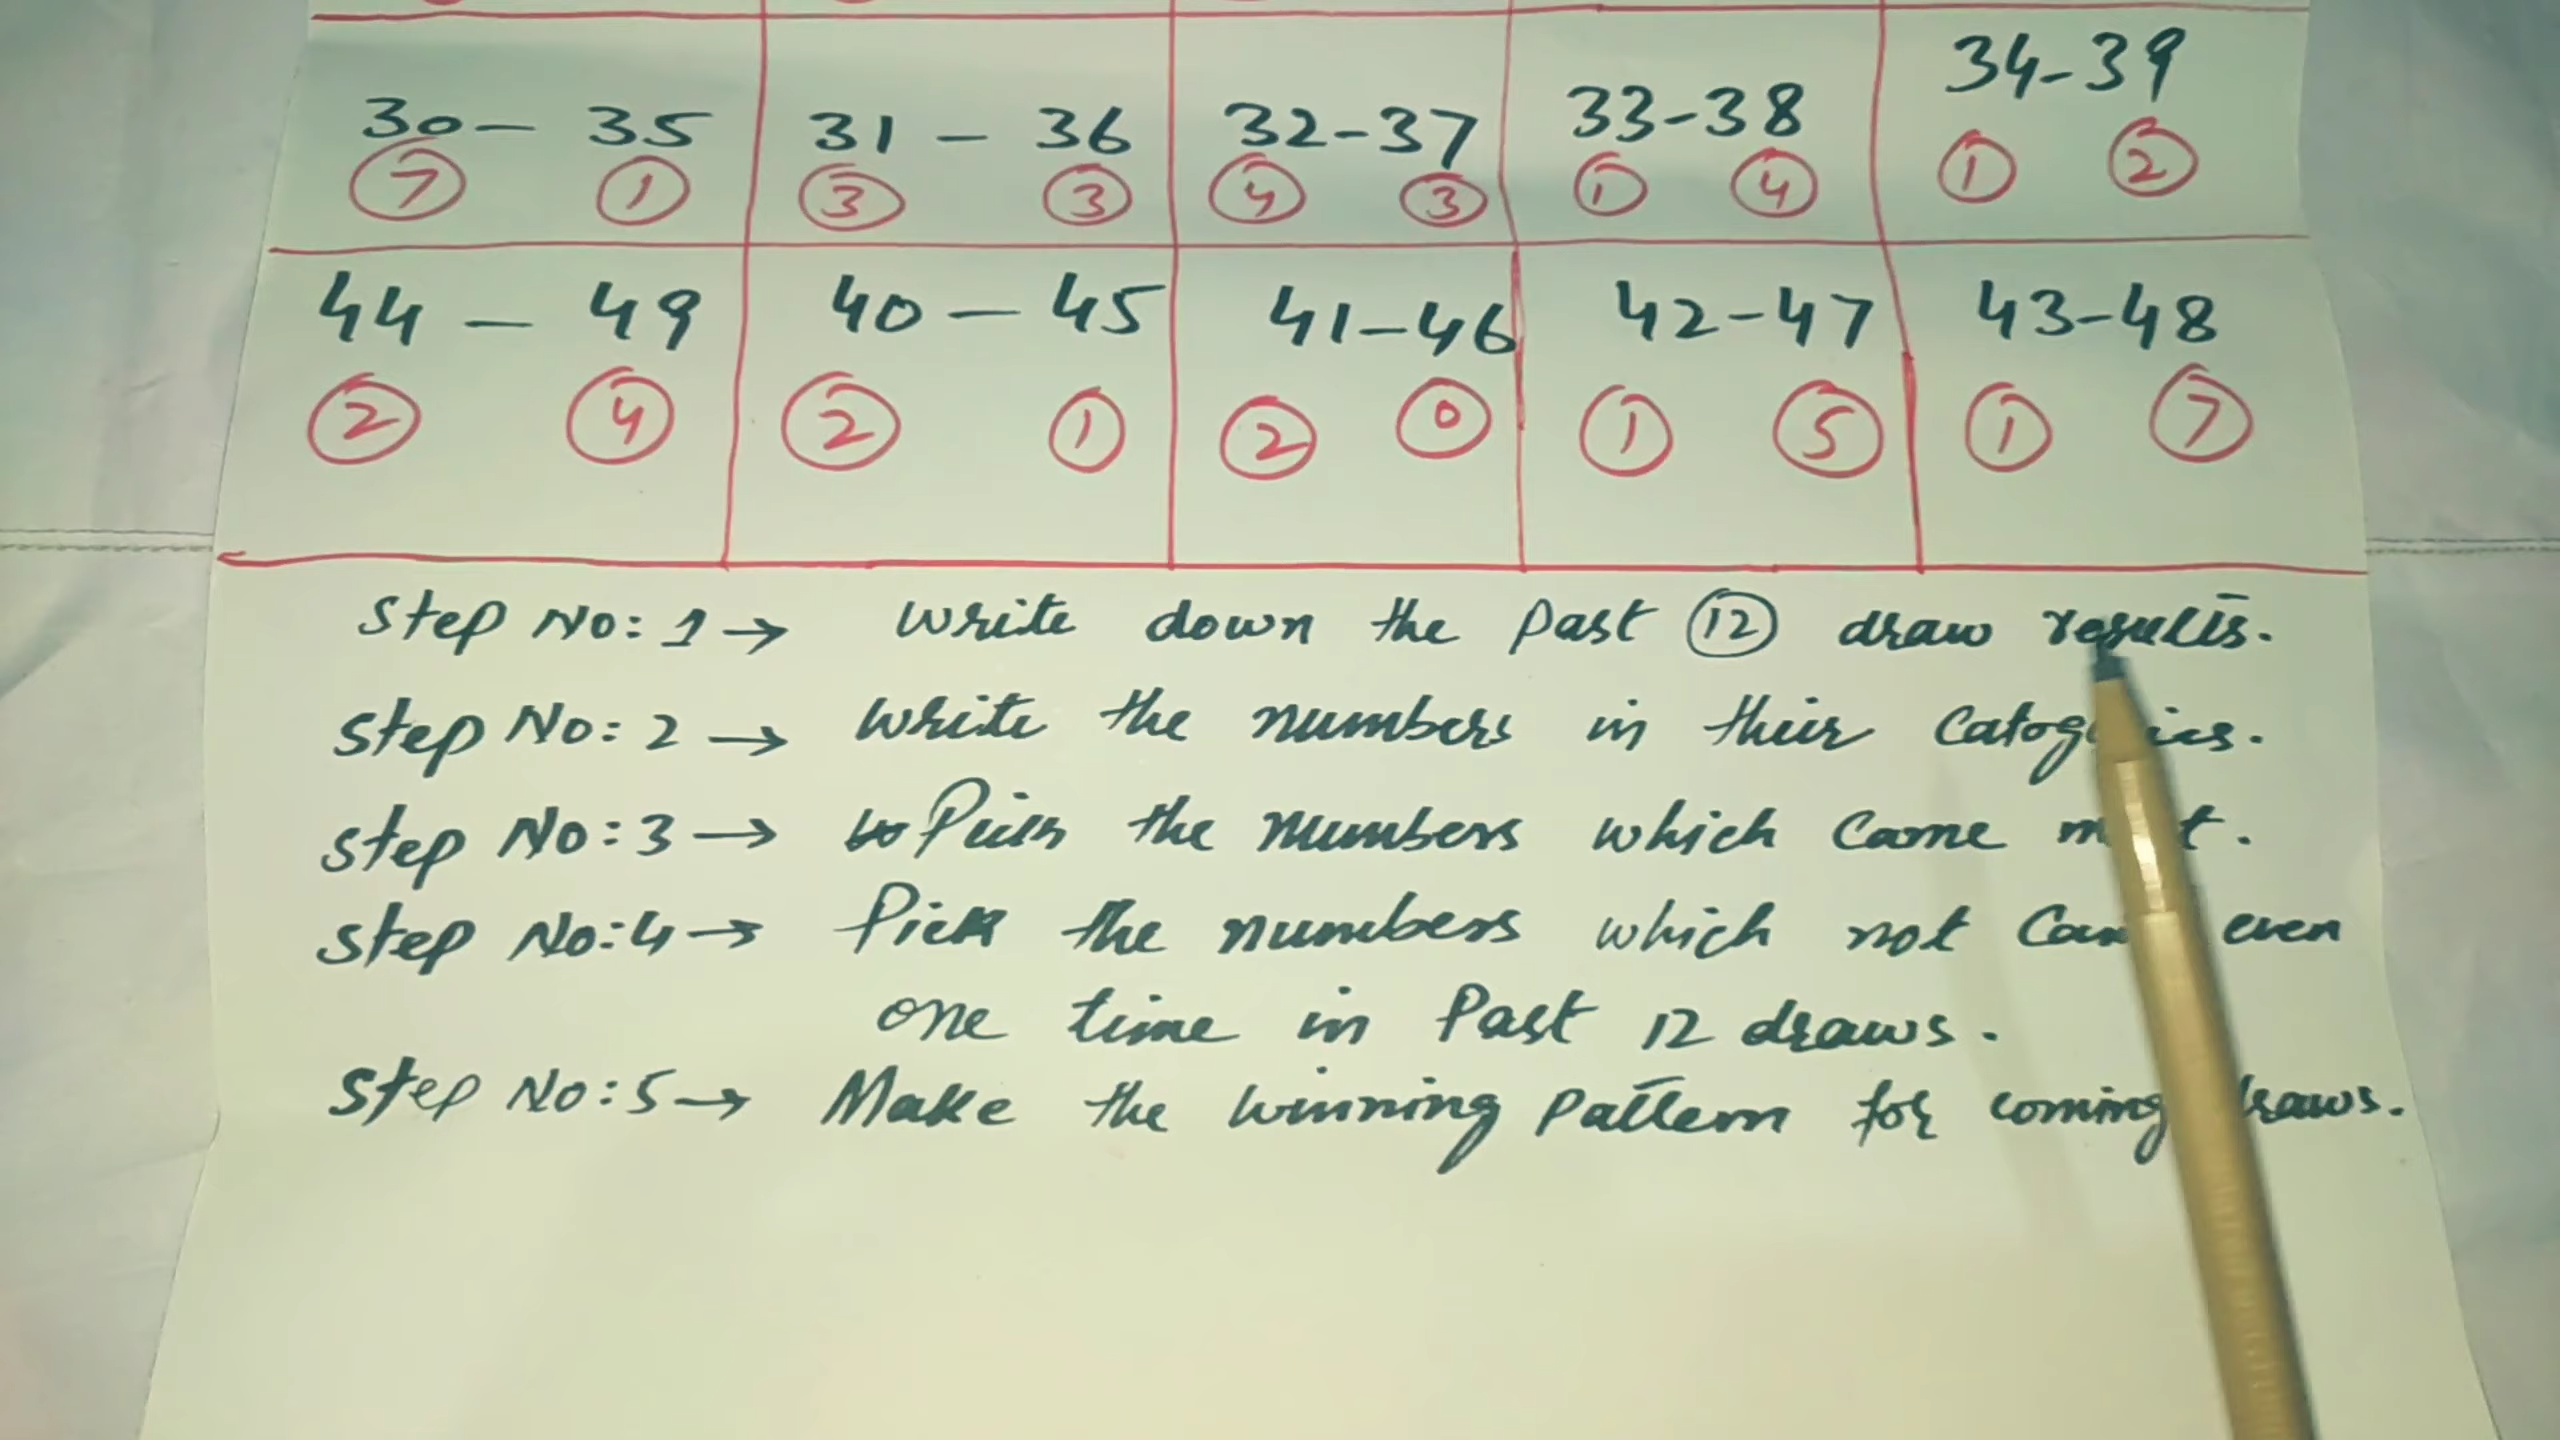 30 — 35 31 — 36 32-37 33-38 34-39
7 1 3 3 4 3 1 4 1 2
44 — 49 40 — 45 41-46 42-47 43-48
2 4 2 1 2 0 1 5 1 7
Step No: 1 → Write down the Past 12 draw results.
Step No: 2 → Write the numbers in their
Step No: 3 → the numbers which Came
Step No: 4 → Pick the numbers which not even
one time in Past 12 draws.
Step No: 5 → Make the winning Pattern for coming draws.